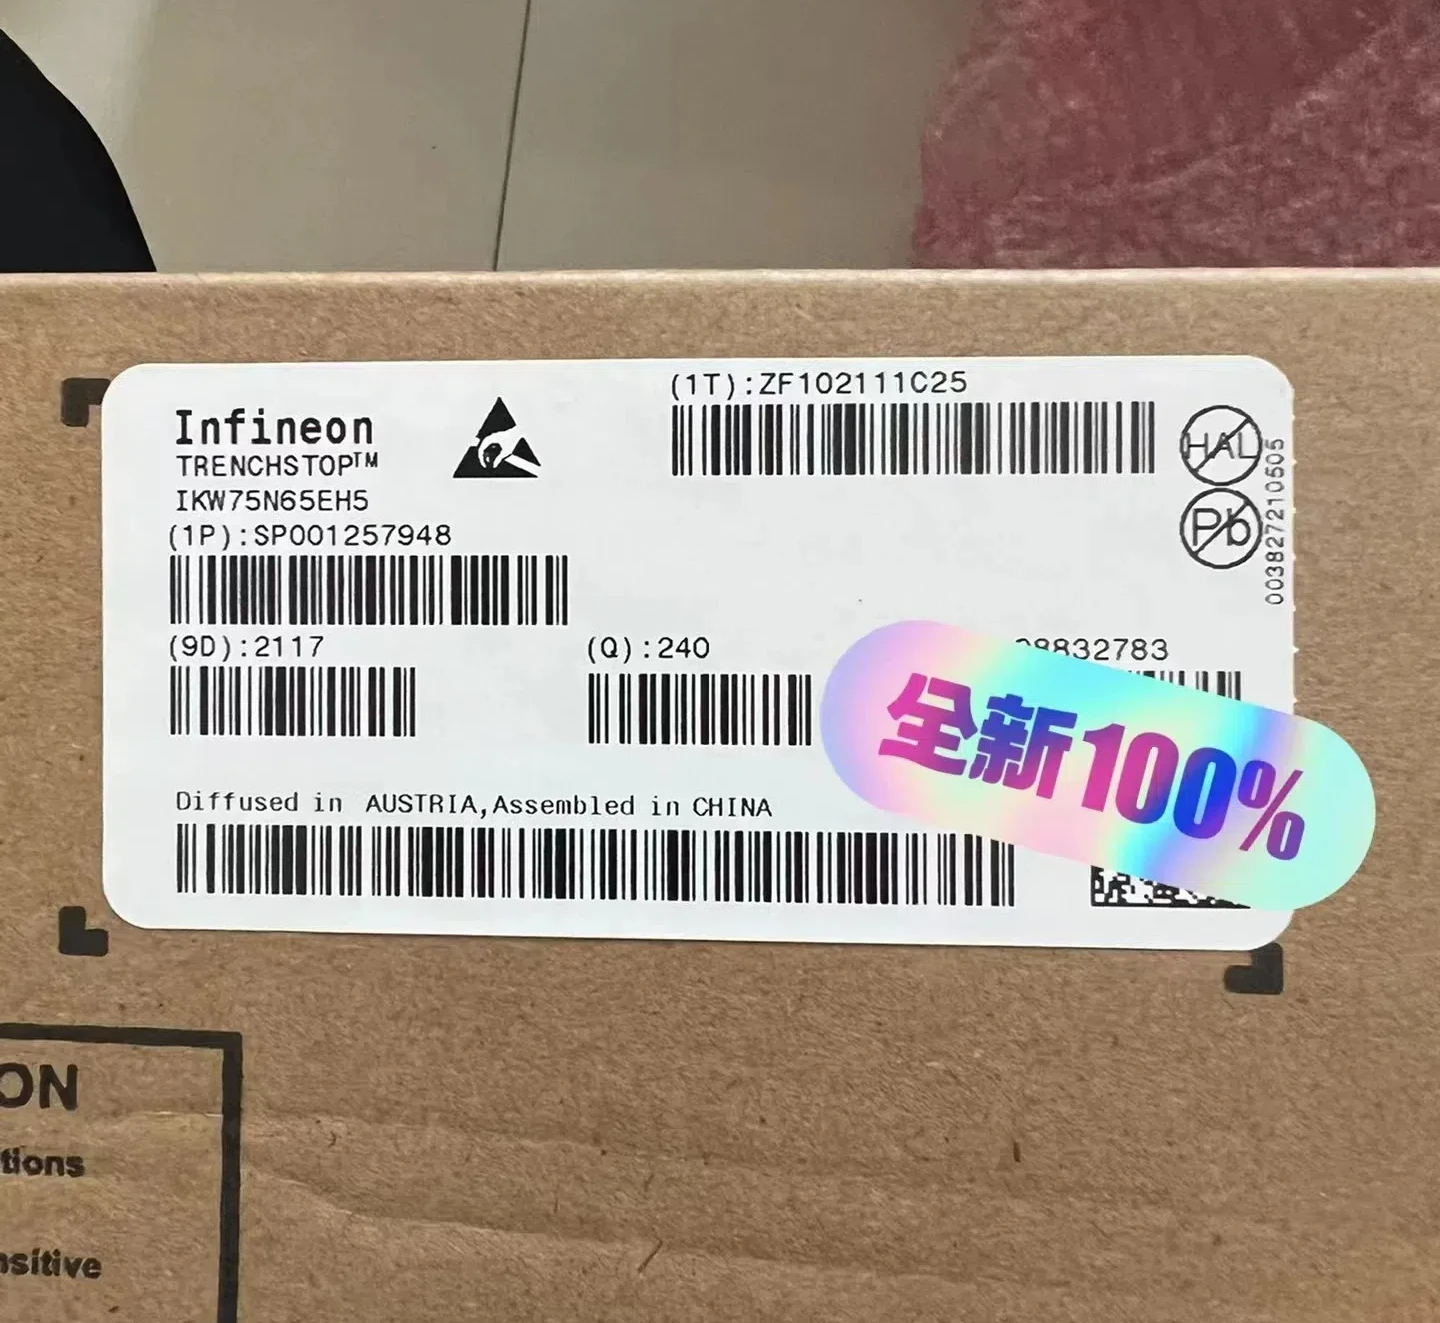 (1T):ZF102111C25
Infineon
TRENCHSTOP™
IKW75N65EH5
(1P):SP001257948
HAL
Pb
003827210505
(9D):2117
(Q):240
8832783
全新100%
Diffused in AUSTRIA,Assembled in CHINA
ON
tions
sitive